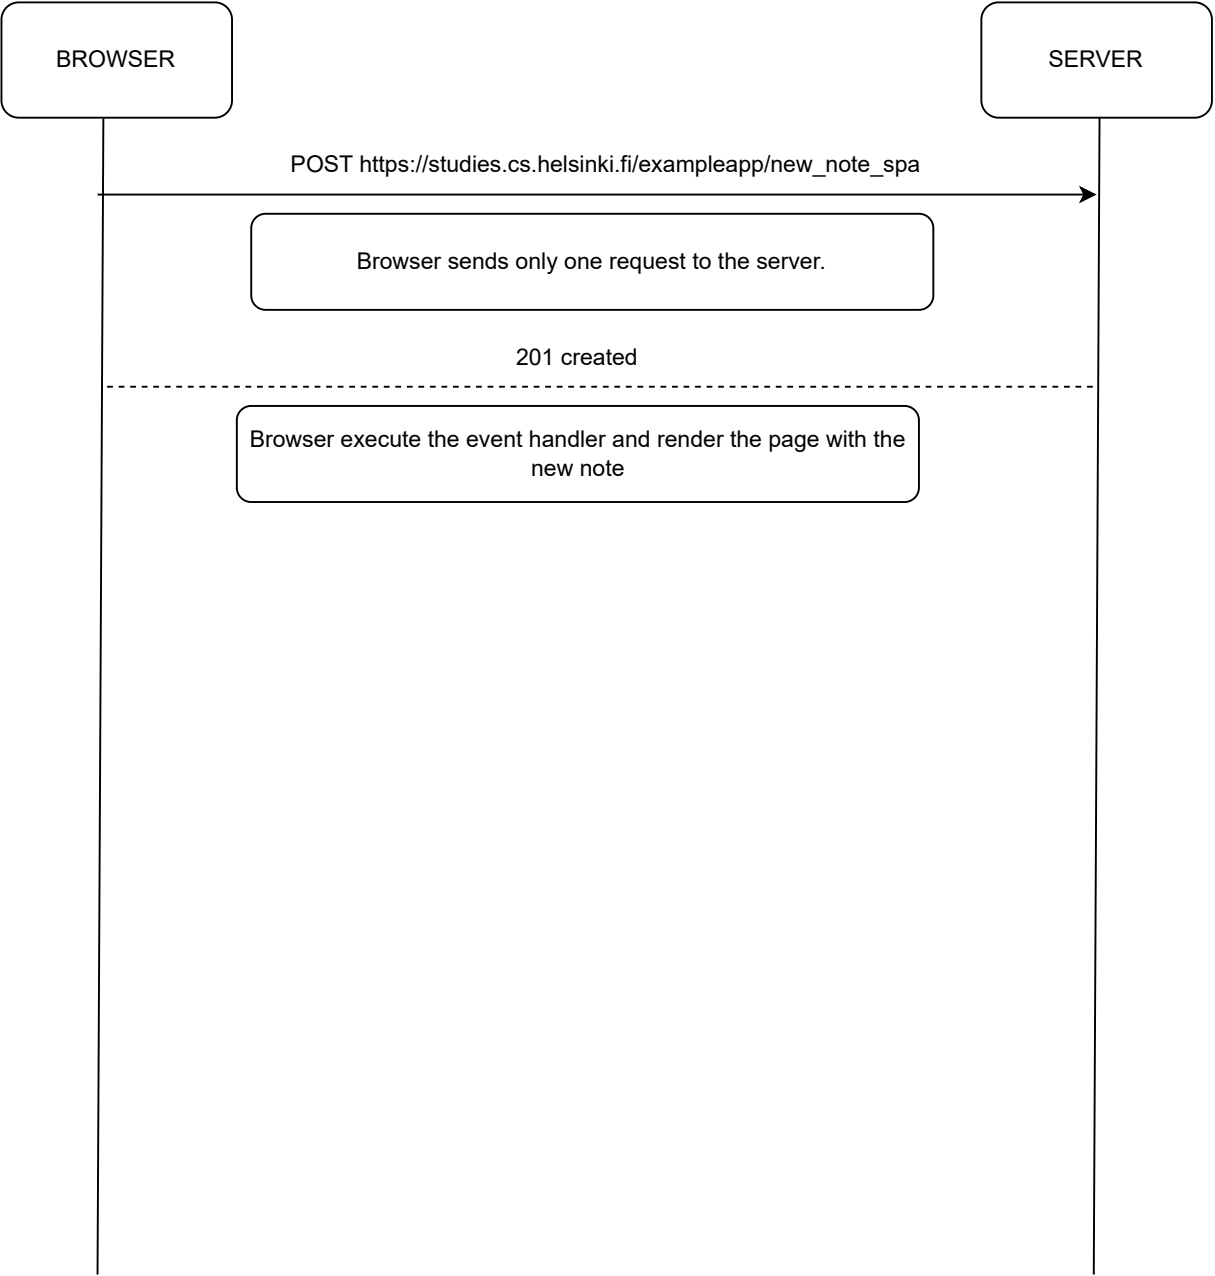 BROWSER
SERVER
POST https://studies.cs.helsinki.fi/exampleapp/new_note_spa
Browser sends only one request to the server.
201 created
Browser execute the event handler and render the page with the
new note